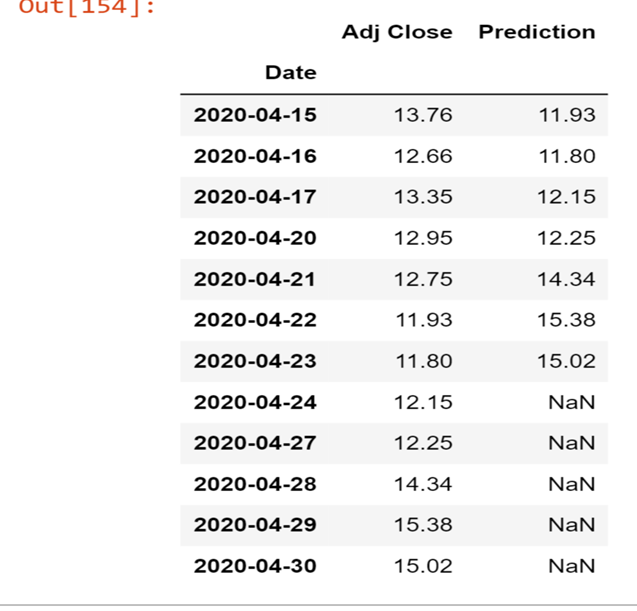 Out[154]:
Adj Close Prediction
Date
2020-04-15 13.76 11.93
2020-04-16 12.66 11.80
2020-04-17 13.35 12.15
2020-04-20 12.95 12.25
2020-04-21 12.75 14.34
2020-04-22 11.93 15.38
2020-04-23 11.80 15.02
2020-04-24 12.15 NaN
2020-04-27 12.25 NaN
2020-04-28 14.34 NaN
2020-04-29 15.38 NaN
2020-04-30 15.02 NaN